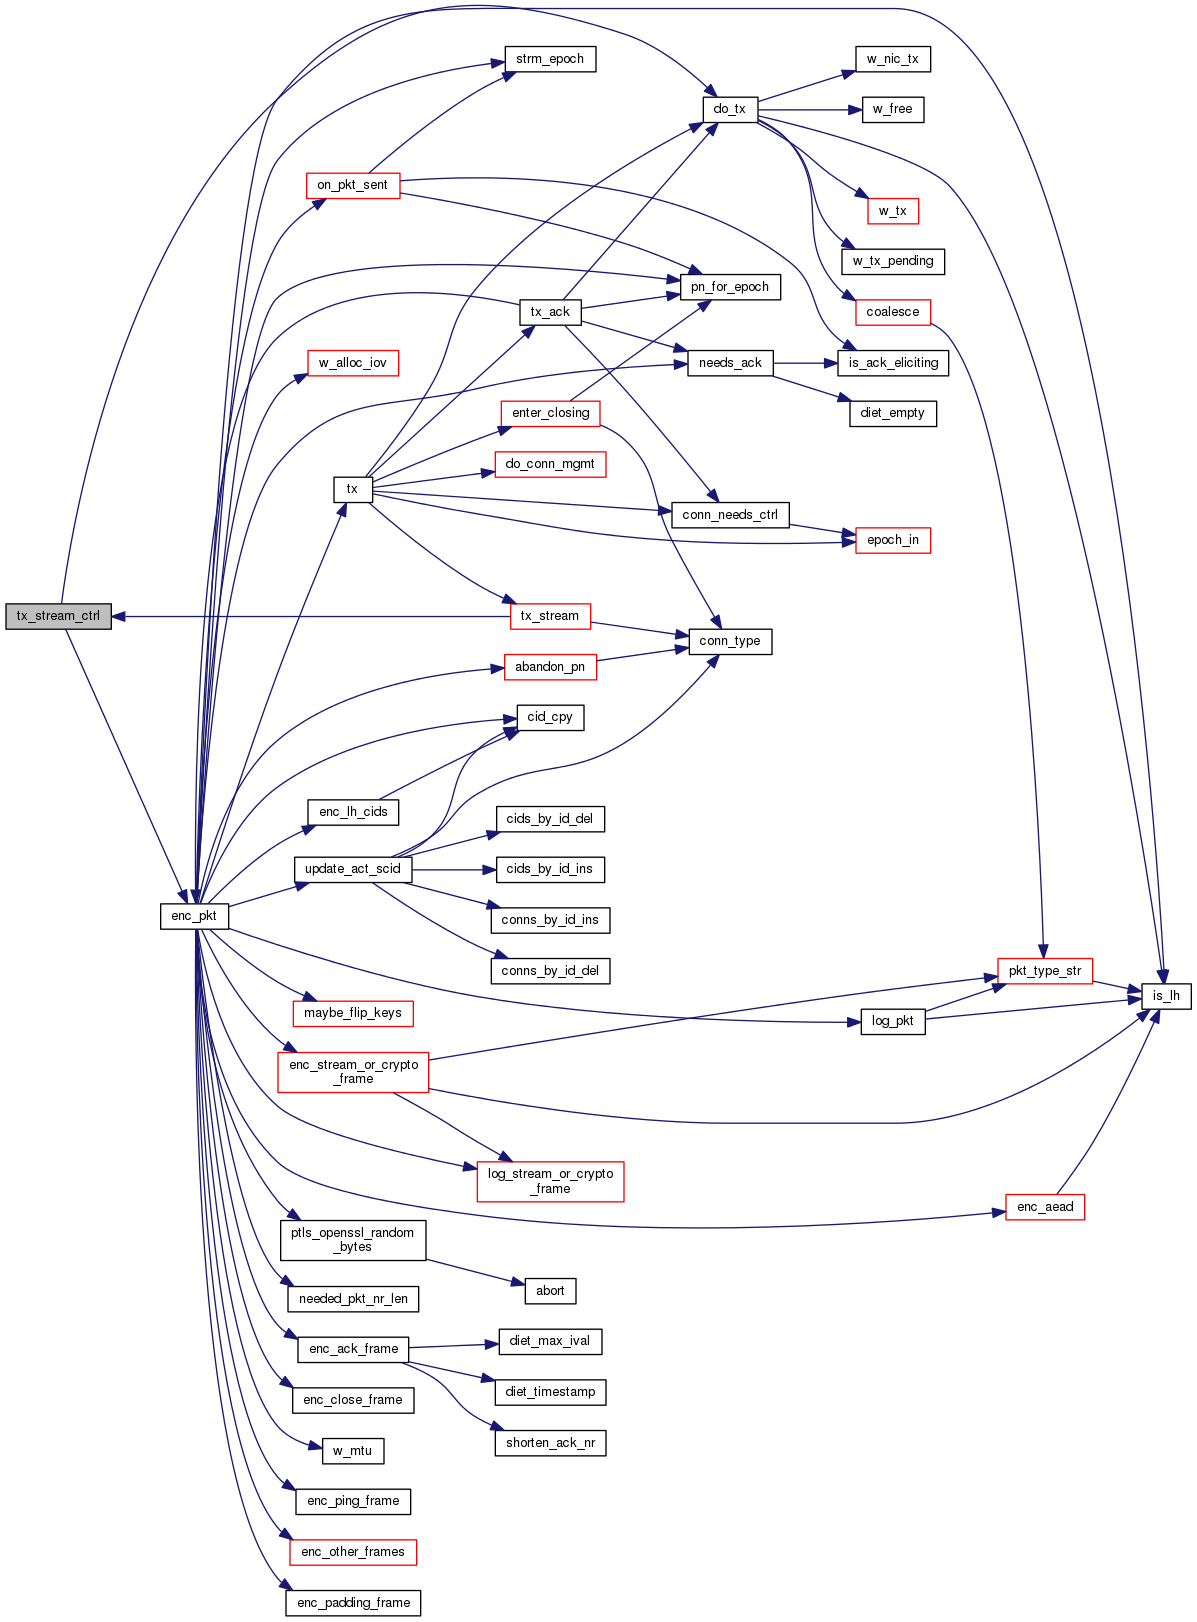 strm_epoch
w_nic_tx
do_tx
w_free
on_pkt_sent
w_tx
w_tx_pending
pn_for_epoch
tx_ack
coalesce
w_alloc_iov
needs_ack
is_ack_eliciting
enter_closing
diet_empty
do_conn_mgmt
tx
conn_needs_ctrl
epoch_in
tx_stream_ctrl
tx_stream
conn_type
abandon_pn
cid_cpy
enc_lh_cids
cids_by_id_del
update_act_scid
cids_by_id_ins
enc_pkt
conns_by_id_ins
conns_by_id_del
pkt_type_str
is_lh
maybe_flip_keys
log_pkt
enc_stream_or_crypto
_frame
log_stream_or_crypto
_frame
enc_aead
ptls_openssl_random
_bytes
abort
needed_pkt_nr_len
diet_max_ival
enc_ack_frame
diet_timestamp
enc_close_frame
shorten_ack_nr
w_mtu
enc_ping_frame
enc_other_frames
enc_padding_frame